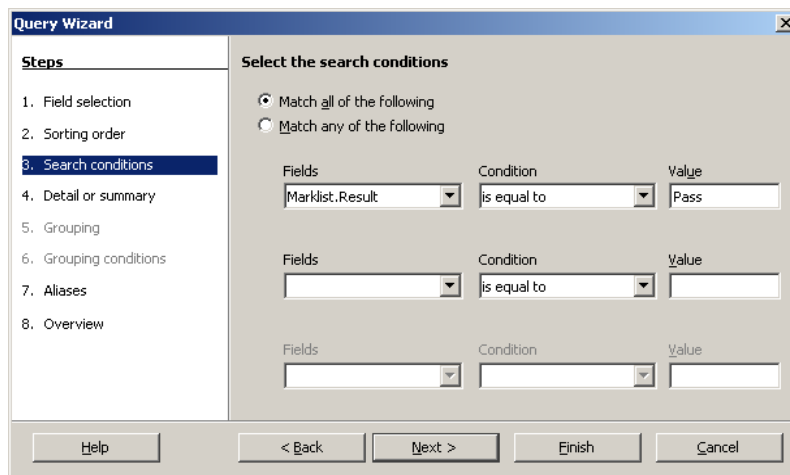 Query Wizard
Steps
1. Field selection
2. Sorting order
3. Search conditions
4. Detail or summary
5. Grouping
6. Grouping conditions
7. Aliases
8. Overview
Select the search conditions
Match all of the following
Match any of the following
Fields Condition Value
Marklist.Result is equal to Pass
Fields Condition Value
is equal to
Fields Condition Value
Help < Back Next > Finish Cancel